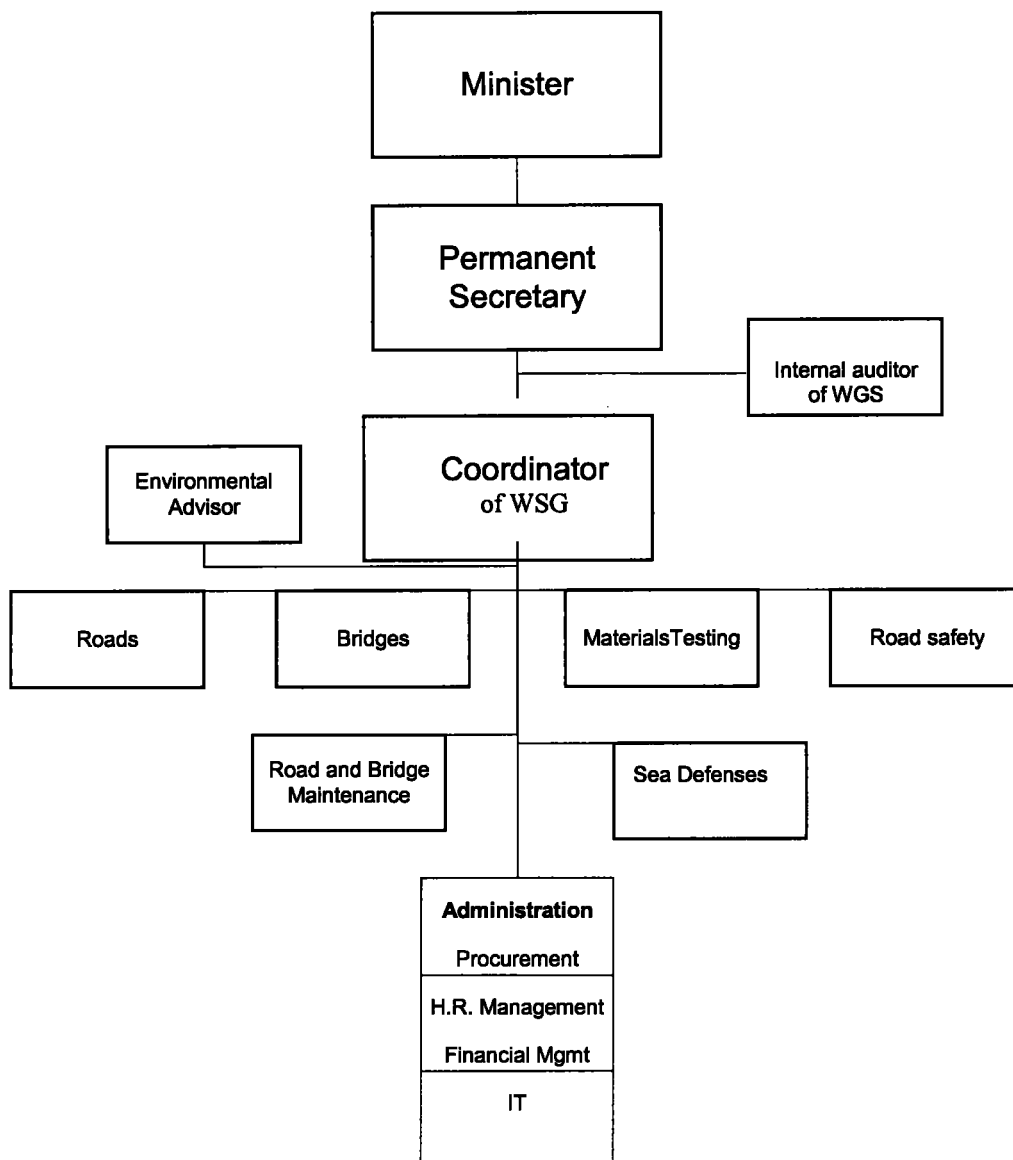 Minister
Permanent
Secretary
Internal auditor
of WGS
Coordinator
of WSG
Environmental
Advisor
Roads
Bridges
MaterialsTesting
Road safety
Road and Bridge
Maintenance
Sea Defenses
Administration
Procurement
H.R. Management
Financial Mgmt
IT